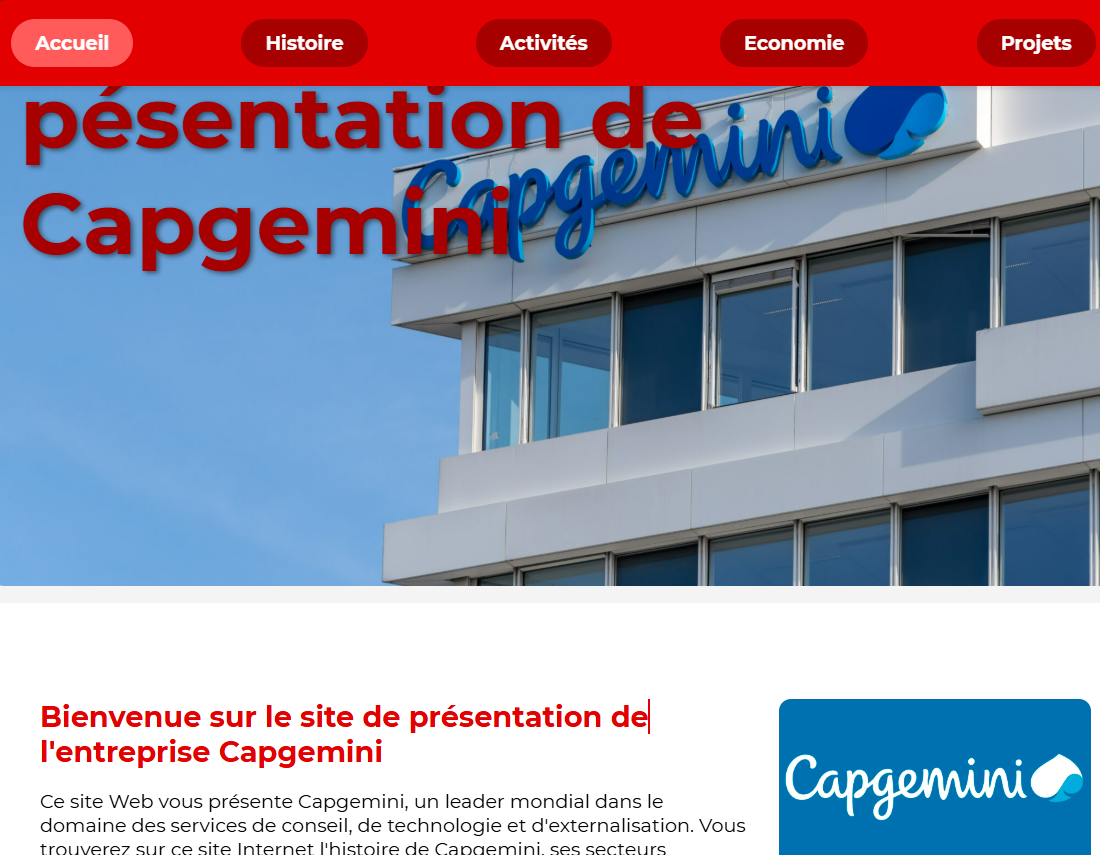 Accueil Histoire Activités Economie Projets
pésentation de
Capgemini
Capgemini
Bienvenue sur le site de présentation de
l'entreprise Capgemini
Capgemini
Ce site Web vous présente Capgemini, un leader mondial dans le
domaine des services de conseil, de technologie et d'externalisation. Vous
trouverez sur ce site Internet l'histoire de Capgemini, ses secteurs